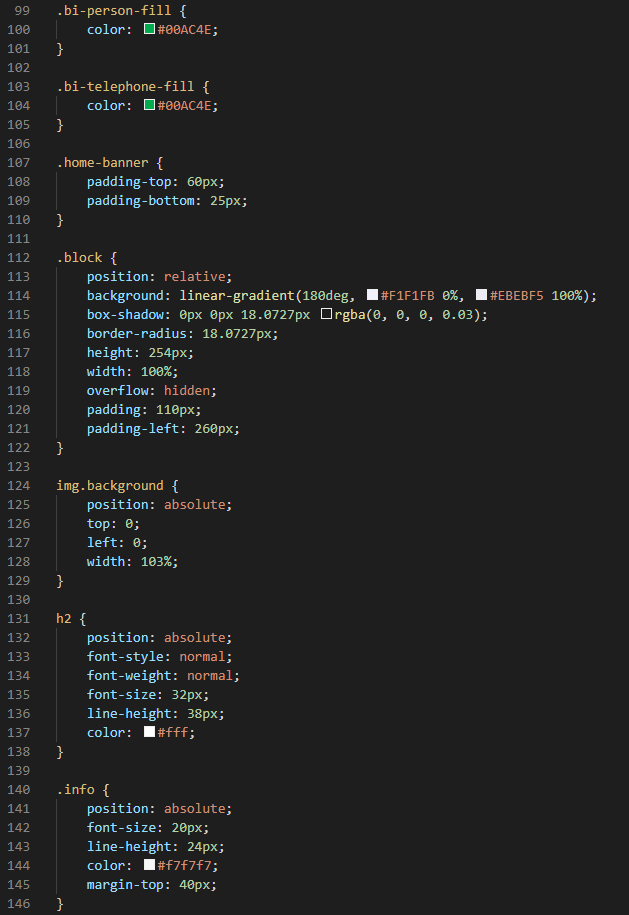 99 .bi-person-fill {
100 color: #00AC4E;
101 }
102
103 .bi-telephone-fill {
104 color: #00AC4E;
105 }
106
107 .home-banner {
108 padding-top: 60px;
109 padding-bottom: 25px;
110 }
111
112 .block {
113 position: relative;
114 background: linear-gradient(180deg, #F1F1FB 0%, #EBEBF5 100%);
115 box-shadow: 0px 0px 18.0727px rgba(0, 0, 0, 0.03);
116 border-radius: 18.0727px;
117 height: 254px;
118 width: 100%;
119 overflow: hidden;
120 padding: 110px;
121 padding-left: 260px;
122 }
123
124 img.background {
125 position: absolute;
126 top: 0;
127 left: 0;
128 width: 103%;
129 }
130
131 h2 {
132 position: absolute;
133 font-style: normal;
134 font-weight: normal;
135 font-size: 32px;
136 line-height: 38px;
137 color: #fff;
138 }
139
140 .info {
141 position: absolute;
142 font-size: 20px;
143 line-height: 24px;
144 color: #f7f7f7;
145 margin-top: 40px;
146 }